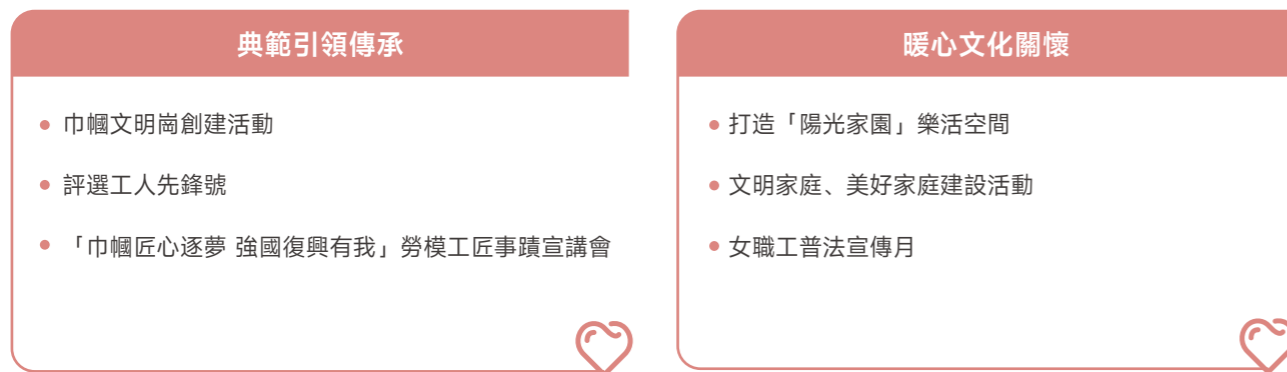 典範引領傳承
巾幗文明崗創建活動
評選工人先鋒號
「巾幗匠心逐夢 強國復興有我」勞模工匠事蹟宣講會
暖心文化關懷
打造「陽光家園」樂活空間
文明家庭、美好家庭建設活動
女職工普法宣傳月